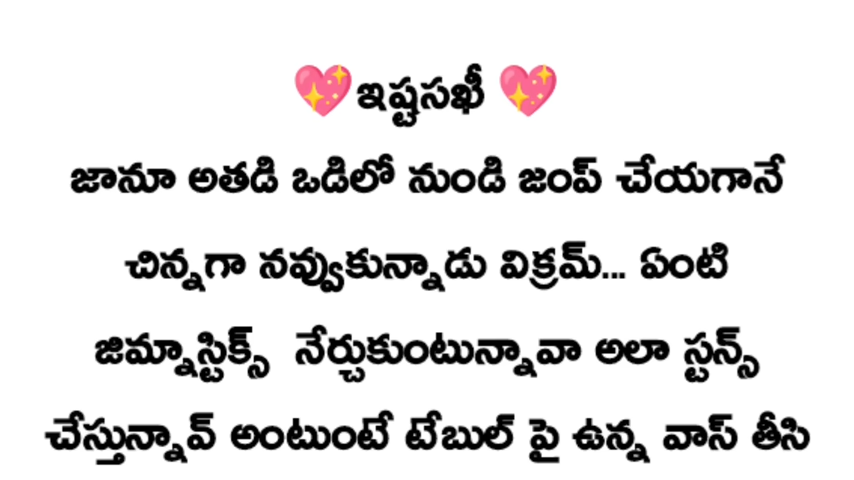 💖ఇష్టసఖీ 💖
జానూ అతడి ఒడిలో నుండి జంప్ చేయగానే
చిన్నగా నవ్వుకున్నాడు విక్రమ్... ఏంటి
జిమ్నాస్టిక్స్  నేర్చుకుంటున్నావా అలా స్టన్స్
చేస్తున్నావ్ అంటుంటే టేబుల్ పై ఉన్న వాస్ తీసి